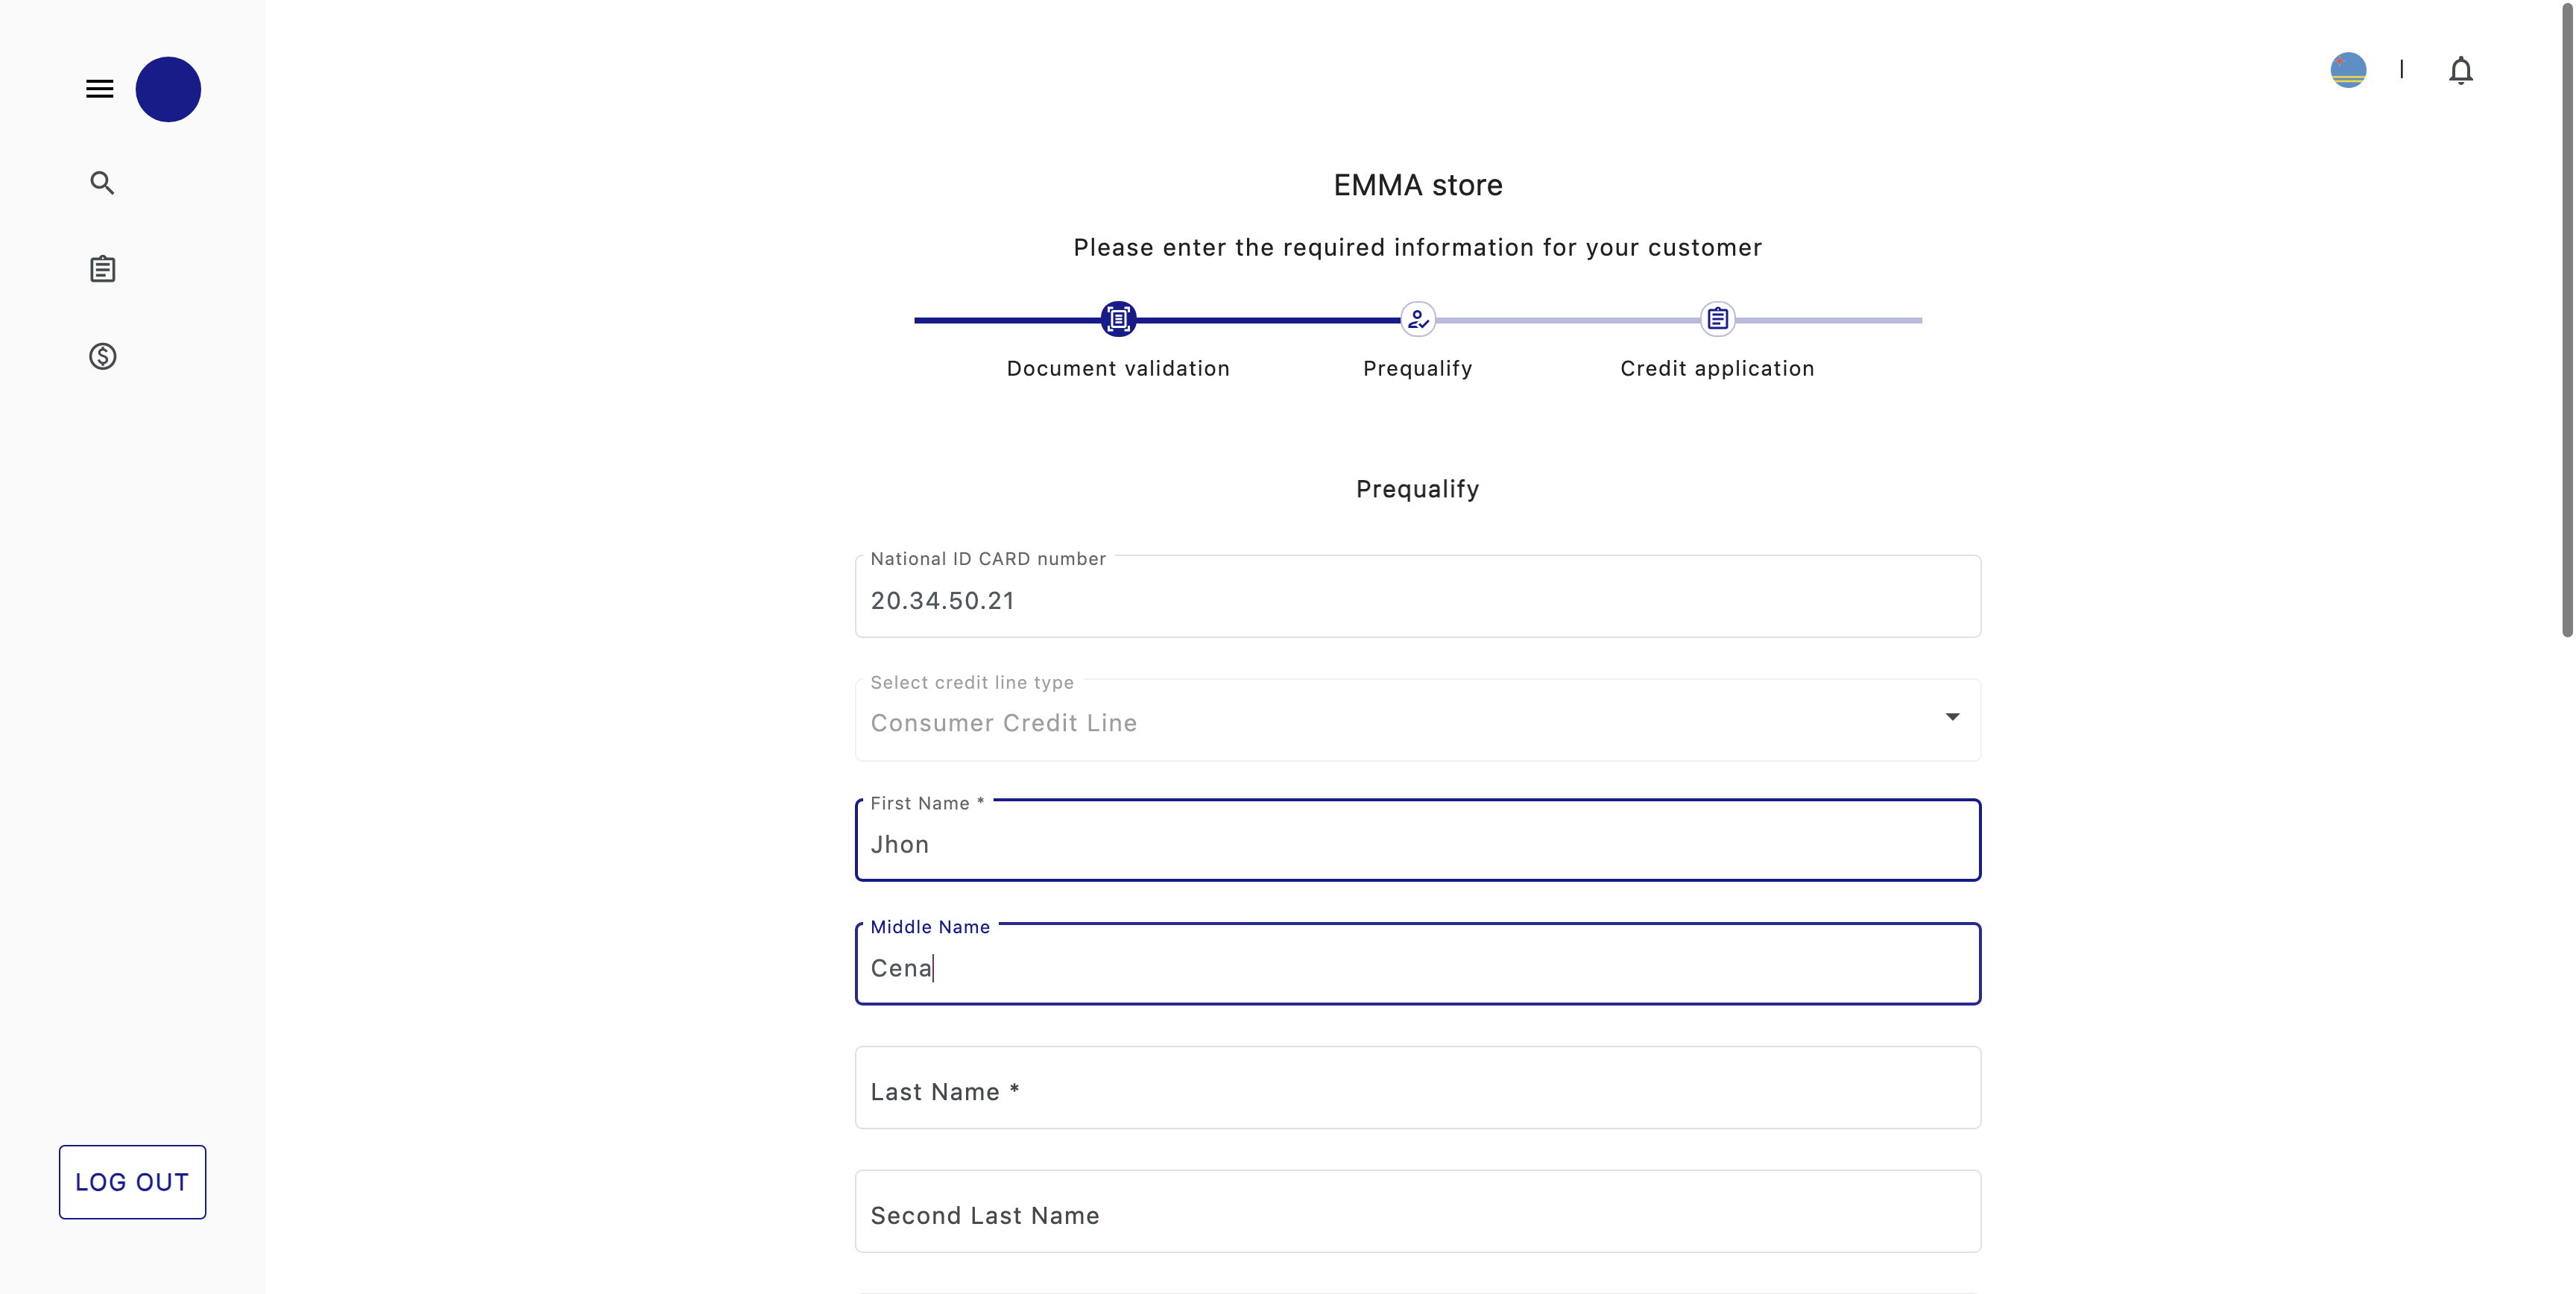 EMMA store
Please enter the required information for your customer
Document validation
Prequalify
Credit application
Prequalify
National ID CARD number
20.34.50.21
Select credit line type
Consumer Credit Line
First Name *
Jhon
Middle Name
Cena
Last Name *
Second Last Name
LOG OUT